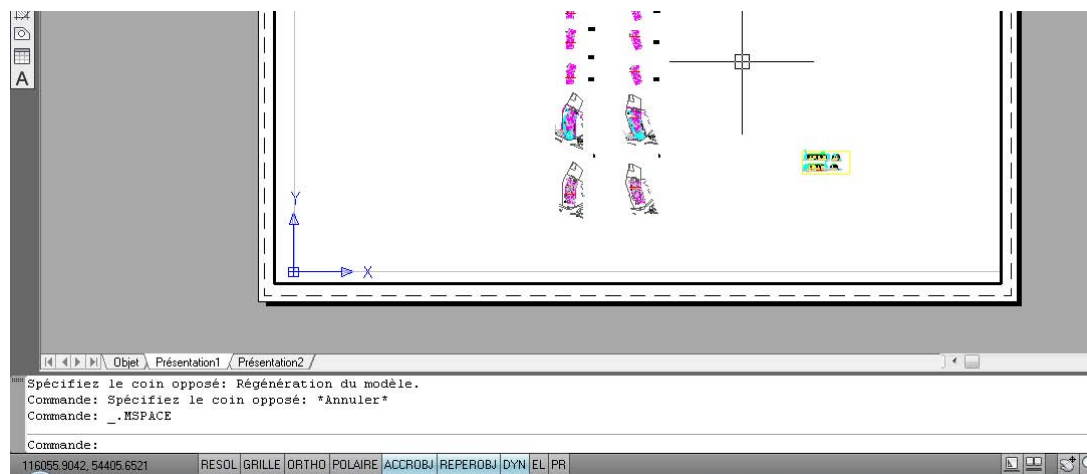 A
Y
X
Objet Présentation1 Présentation2
Spécifiez le coin opposé: Régénération du modèle.
Commande: Spécifiez le coin opposé: *Annuler*
Commande: _.MSPACE
Commande:
116055.9042, 54405.6521 RESOL GRILLE ORTHO POLAIRE ACCROBJ REPEROBJ DYN EL PR